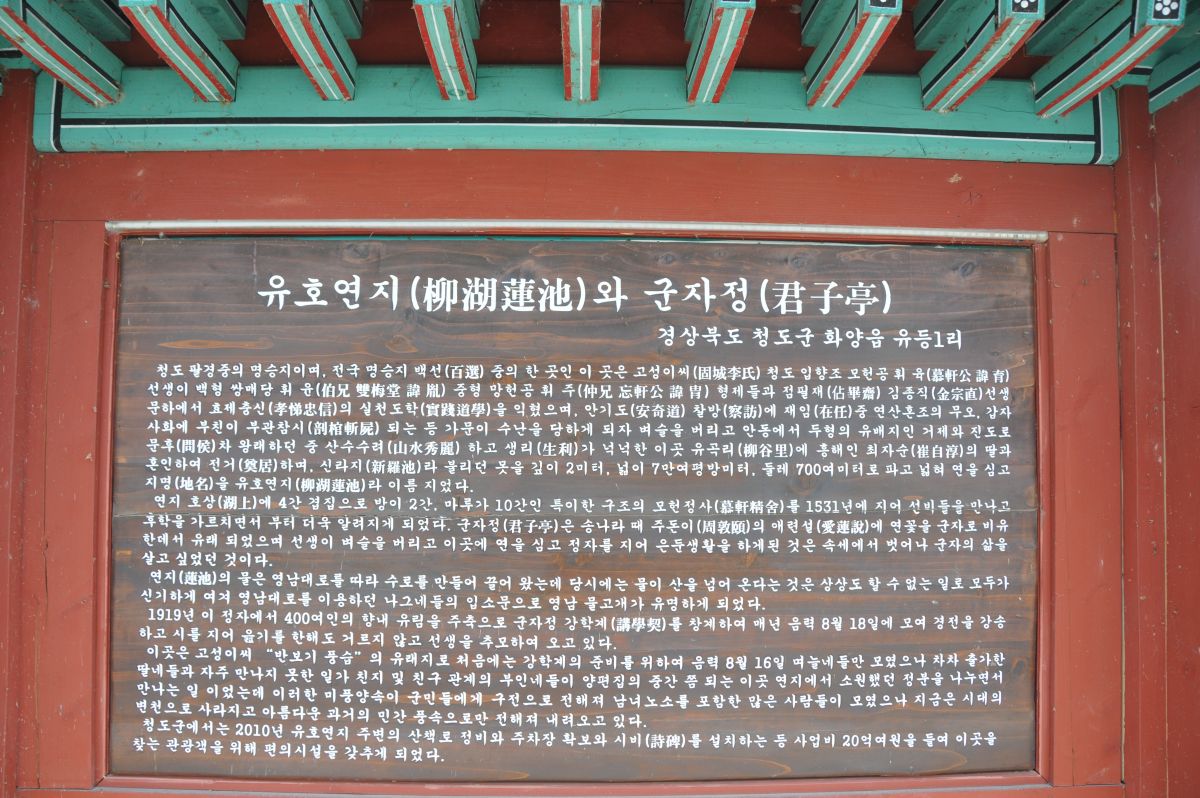 유호연지(柳湖蓮池)와 군자정(君子亭)
경상북도 청도군 화양읍 유등1리
청도 팔경중의 명승지이며, 전국 명승지 백선(百選) 중의 한 곳인 이 곳은 고성이씨(固城李氏) 청도 입향조 모헌공 휘 육(慕軒公 諱 育)
선생이 백형 쌍매당 휘 윤(伯兄 雙梅堂 諱 胤) 중형 망헌공 휘 주(仲兄 忘軒公 諱 冑) 형제들과 점필재(佔畢齋) 김종직(金宗直)선생
문하에서 효제충신(孝悌忠信)의 실천도학(實踐道學)을 익혔으며, 안기도(安奇道) 찰방(察訪)에 재임(在任)중 연산혼조의 무오, 갑자
사화에 부친이 부관참시(剖棺斬屍) 되는 등 가문이 수난을 당하게 되자 벼슬을 버리고 안동에서 두형의 유배지인 거제와 진도로
문후(問侯)차 왕래하던 중 산수수려(山水秀麗) 하고 생리(生利)가 넉넉한 이곳 유곡리(柳谷里)에 흥해인 최자순(崔自淳)의 딸과
혼인하여 전거(奠居)하며, 신라지(新羅池)라 불리던 못을 깊이 2미터, 넓이 7만여평방미터, 둘레 700여미터로 파고 넓혀 연을 심고
지명(地名)을 유호연지(柳湖蓮池)라 이름 지었다.
연지 호상(湖上)에 4간 겹집으로 방이 2간, 마루가 10간인 특이한 구조의 모헌정사(慕軒精舍)를 1531년에 지어 선비들을 만나고
후학을 가르치면서 부터 더욱 알려지게 되었다. 군자정(君子亭)은 송나라 때 주돈이(周敦頤)의 애련설(愛蓮說)에 연꽃을 군자로 비유
한데서 유래 되었으며 선생이 벼슬을 버리고 이곳에 연을 심고 정자를 지어 은둔생활을 하게된 것은 속세에서 벗어나 군자의 삶을
살고 싶었던 것이다.
연지(蓮池)의 물은 영남대로를 따라 수로를 만들어 끌어 왔는데 당시에는 물이 산을 넘어 온다는 것은 상상도 할 수 없는 일로 모두가
신기하게 여겨 영남대로를 이용하던 나그네들의 입소문으로 영남 물고개가 유명하게 되었다.
1919년 이 정자에서 400여인의 향내 유림을 주축으로 군자정 강학계(講學契)를 창계하여 매년 음력 8월 18일에 모여 경전을 강송
하고 시를 지어 읊기를 한해도 거르지 않고 선생을 추모하여 오고 있다.
이곳은 고성이씨 “반보기 풍습”의 유래지로 처음에는 강학계의 준비를 위하여 음력 8월 16일 며늘네들만 모였으나 차차 출가한
딸네들과 자주 만나지 못한 일가 친지 및 친구 관계의 부인네들이 양편집의 중간 쯤 되는 이곳 연지에서 소원했던 정분을 나누면서
만나는 일 이었는데 이러한 미풍양속이 군민들에게 구전으로 전해져 남녀노소를 포함한 많은 사람들이 모였으나 지금은 시대의
변천으로 사라지고 아름다운 과거의 민간 풍속으로만 전해져 내려오고 있다.
청도군에서는 2010년 유호연지 주변의 산책로 정비와 주차장 확보와 시비(詩碑)를 설치하는 등 사업비 20억여원을 들여 이곳을
찾는 관광객을 위해 편의시설을 갖추게 되었다.